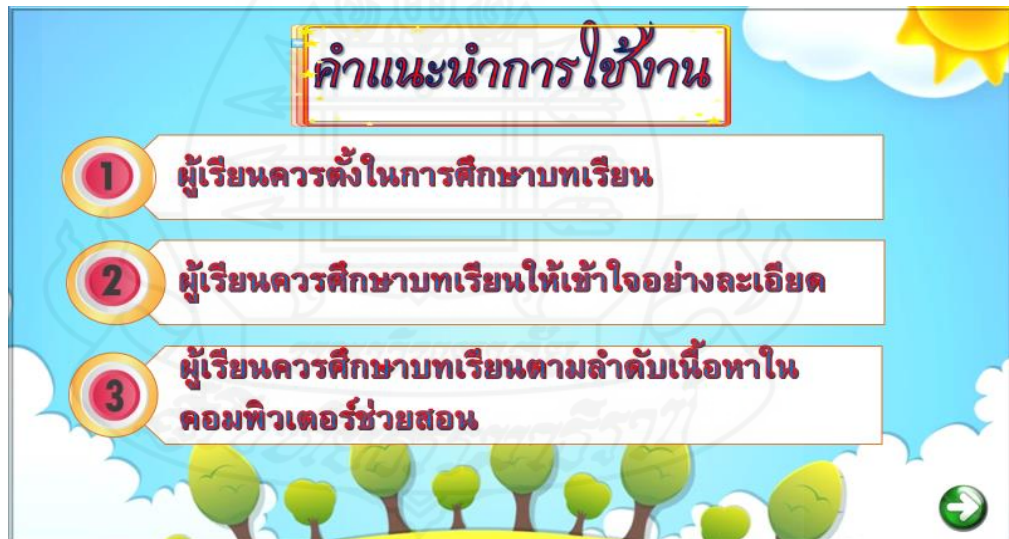 คำแนะนำการใช้งาน
1
ผู้เรียนควรตั้งในการศึกษาบทเรียน
2
ผู้เรียนควรศึกษาบทเรียนให้เข้าใจอย่างละเอียด
3
ผู้เรียนควรศึกษาบทเรียนตามลำดับเนื้อหาใน
คอมพิวเตอร์ช่วยสอน